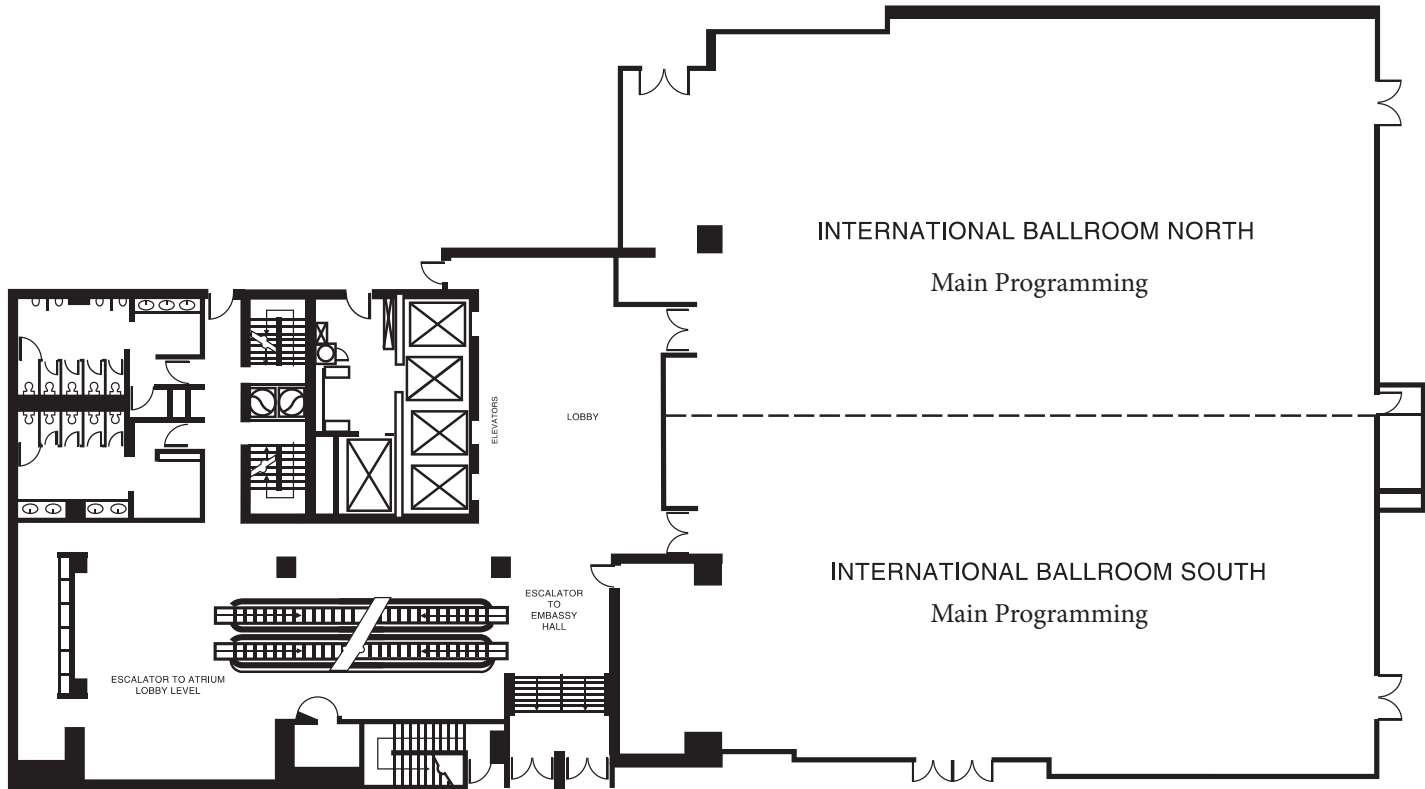 INTERNATIONAL BALLROOM NORTH
Main Programming
ELEVATORS
LOBBY
INTERNATIONAL BALLROOM SOUTH
Main Programming
ESCALATOR
TO
EMBASSY
HALL
ESCALATOR TO ATRIUM
LOBBY LEVEL